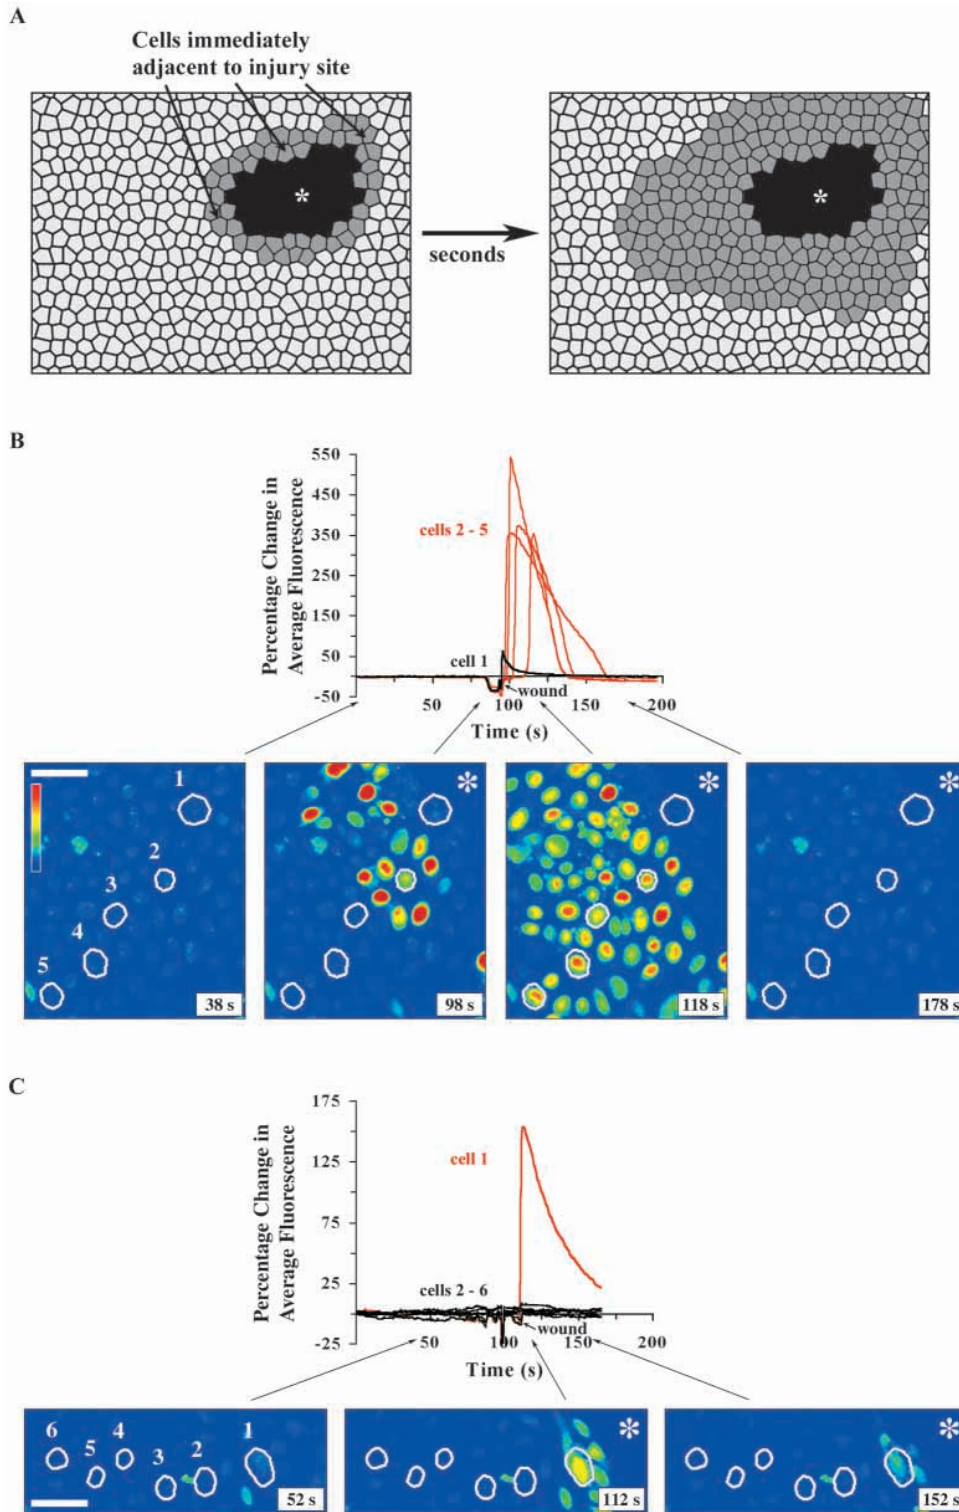 A
Cells immediately
adjacent to injury site
*
seconds
*
B
Percentage Change in
Average Fluorescence
550
450
350
250
150
50
-50
cells 2 - 5
cell 1
wound
50
100
150
200
Time (s)
1
2
3
4
5
38 s
*
98 s
*
118 s
*
178 s
C
Percentage Change in
Average Fluorescence
175
125
75
25
-25
cell 1
cells 2 - 6
wound
50
100
150
200
Time (s)
6
5
4
3
2
1
52 s
*
112 s
*
152 s